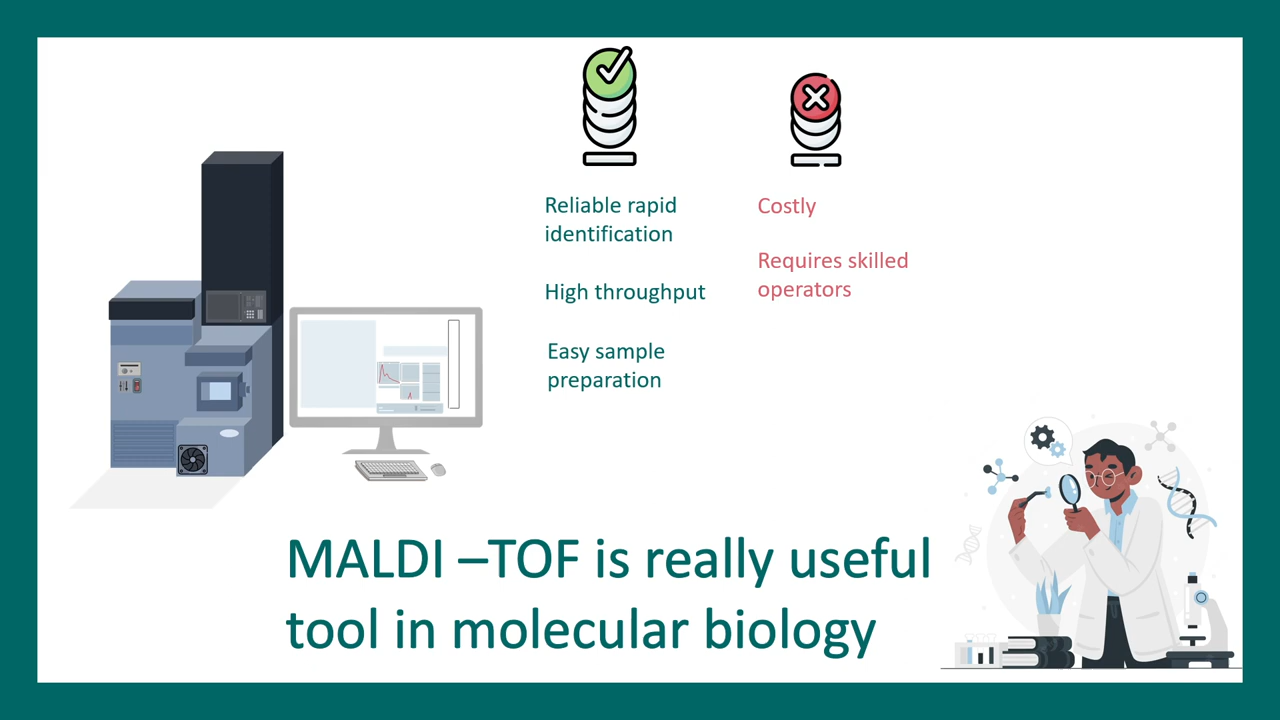 Reliable rapid
identification
High throughput
Easy sample
preparation
Costly
Requires skilled
operators
MALDI –TOF is really useful
tool in molecular biology